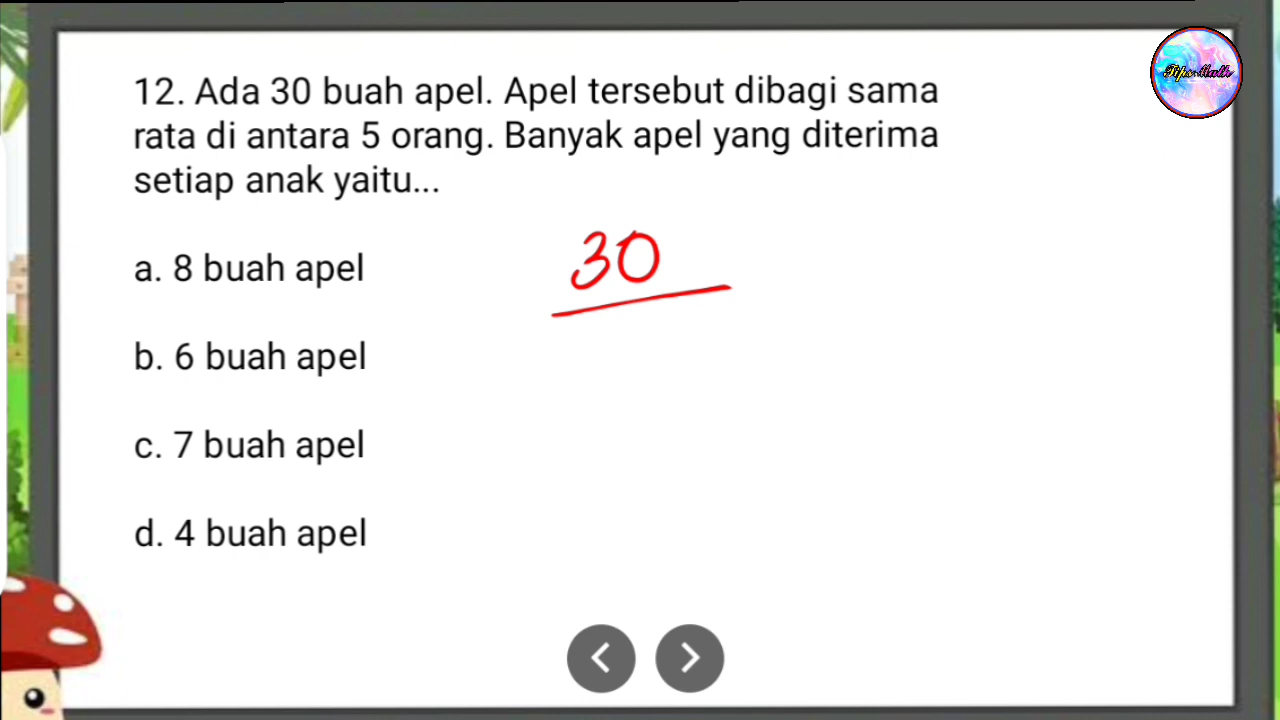 12. Ada 30 buah apel. Apel tersebut dibagi sama
rata di antara 5 orang. Banyak apel yang diterima
setiap anak yaitu...
a. 8 buah apel
30
b. 6 buah apel
c. 7 buah apel
d. 4 buah apel